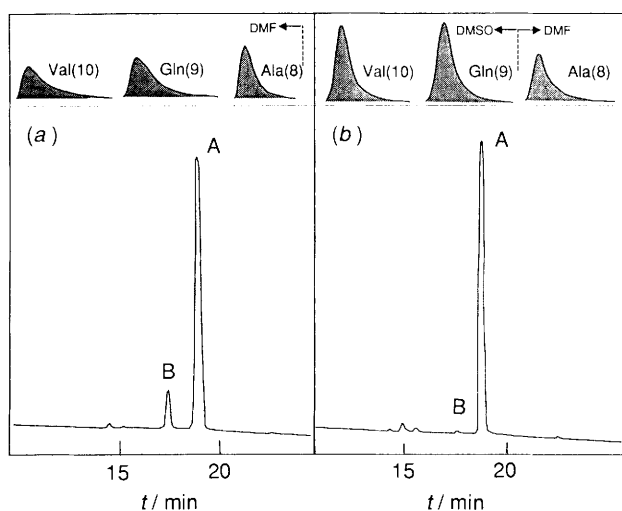 DMF
Val(10) Gln(9) Ala(8)
(a)
A
B
15 20
t / min
DMSO DMF
Val(10) Gln(9) Ala(8)
(b)
A
B
15 20
t / min